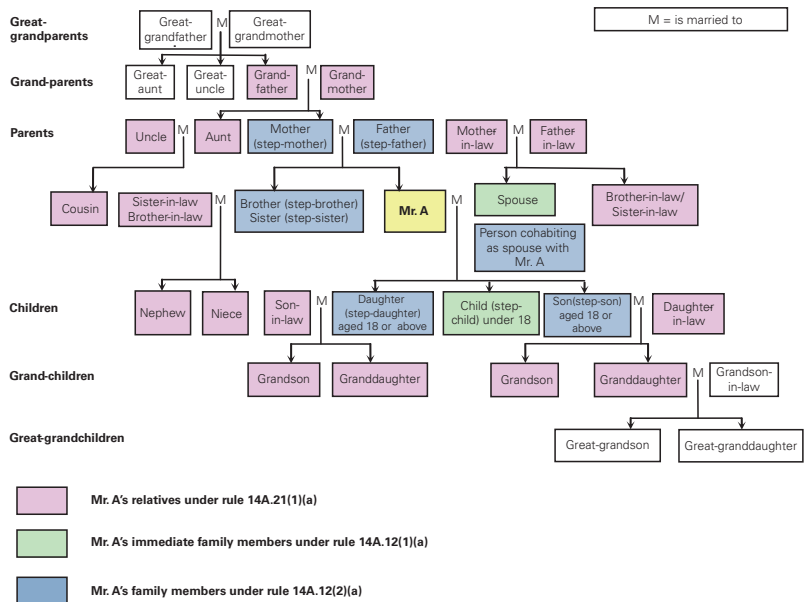 Great-
grandparents
Great-
grandfather
M
Great-
grandmother
M = is married to
Grand-parents
Great-
aunt
Great-
uncle
Grand-
father
M
Grand-
mother
Parents
Uncle
M
Aunt
Mother
(step-mother)
M
Father
(step-father)
Mother-
in-law
M
Father-
in-law
Cousin
Sister-in-law
Brother-in-law
M
Brother (step-brother)
Sister (step-sister)
Mr. A
M
Spouse
Brother-in-law/
Sister-in-law
Person cohabiting
as spouse with
Mr. A
Children
Nephew
Niece
Son-
in-law
M
Daughter
(step-daughter)
aged 18 or above
Child (step-
child) under 18
Son(step-son)
aged 18 or
above
M
Daughter-
in-law
Grand-children
Grandson
Granddaughter
Grandson
Granddaughter
M
Grandson-
in-law
Great-grandchildren
Great-grandson
Great-granddaughter
Mr. A's relatives under rule 14A.21(1)(a)
Mr. A's immediate family members under rule 14A.12(1)(a)
Mr. A's family members under rule 14A.12(2)(a)